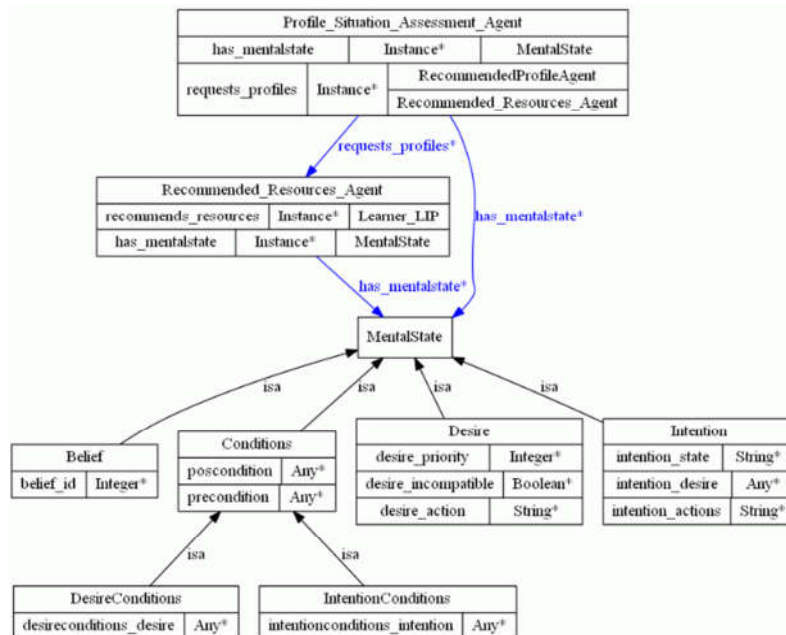 Profile_Situation_Assessment_Agent
has_mentalstate Instance* MentalState
requests_profiles Instance* RecommendedProfileAgent
Recommended_Resources_Agent
requests_profiles*
Recommended_Resources_Agent
recommends_resources Instance* Learner_LIP
has_mentalstate Instance* MentalState
has_mentalstate*
has_mentalstate*
MentalState
isa isa isa isa
Belief
belief_id Integer*
Conditions
poscondition Any*
precondition Any*
Desire
desire_priority Integer*
desire_incompatible Boolean*
desire_action String*
Intention
intention_state String*
intention_desire Any*
intention_actions String*
isa isa
DesireConditions
desireconditions_desire Any*
IntentionConditions
intentionconditions_intention Any*